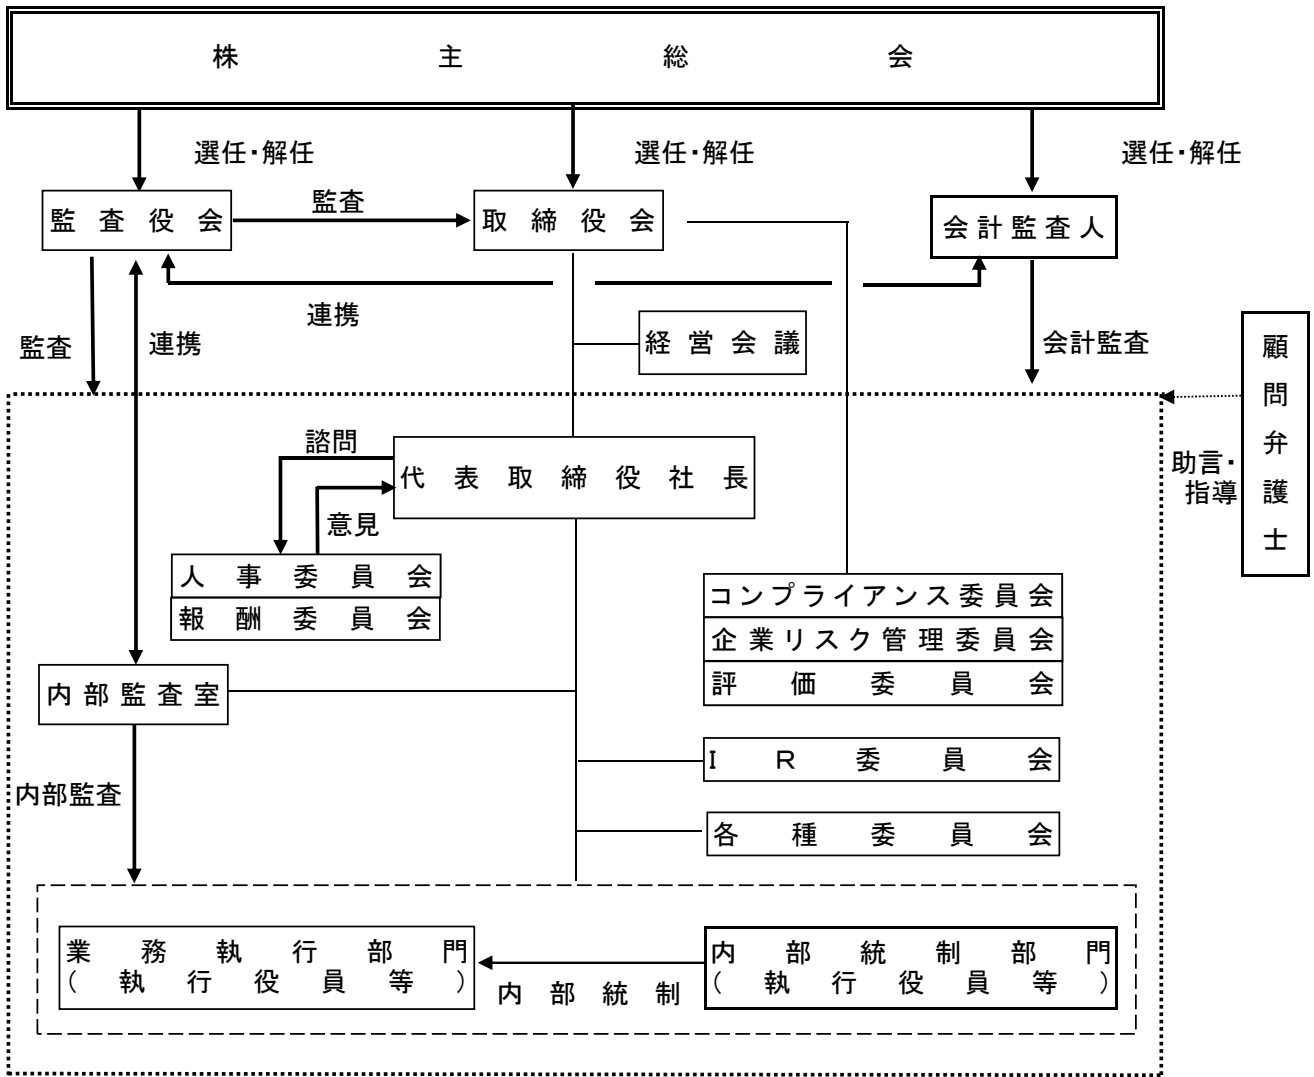 株主総会
選任・解任
選任・解任
選任・解任
監査役会
監査
取締役会
会計監査人
連携
経営会議
監査
連携
会計監査
顧問弁護士
諮問
代表取締役社長
助言・
指導
意見
人事委員会
報酬委員会
コンプライアンス委員会
企業リスク管理委員会
評価委員会
内部監査室
IR委員会
内部監査
各種委員会
業務執行部門
(執行役員等)
内部統制
内部統制部門
(執行役員等)